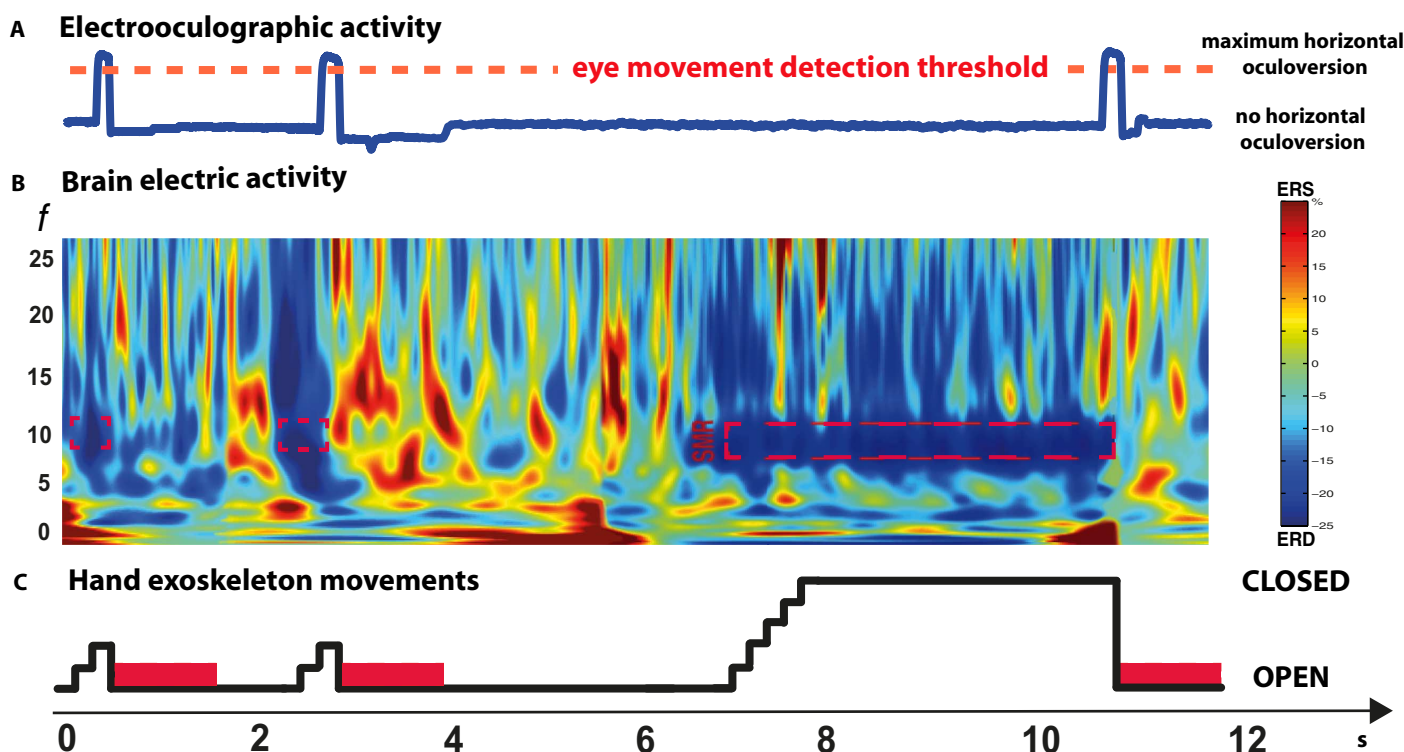 A Electrooculographic activity
maximum horizontal
oculoversion
eye movement detection threshold
no horizontal
oculoversion
B Brain electric activity
f
ERS
%
25
20
15
10
5
0
SMR
20
15
10
5
0
−5
−10
−15
−20
−25
ERD
C Hand exoskeleton movements
CLOSED
OPEN
0 2 4 6 8 10 12 s